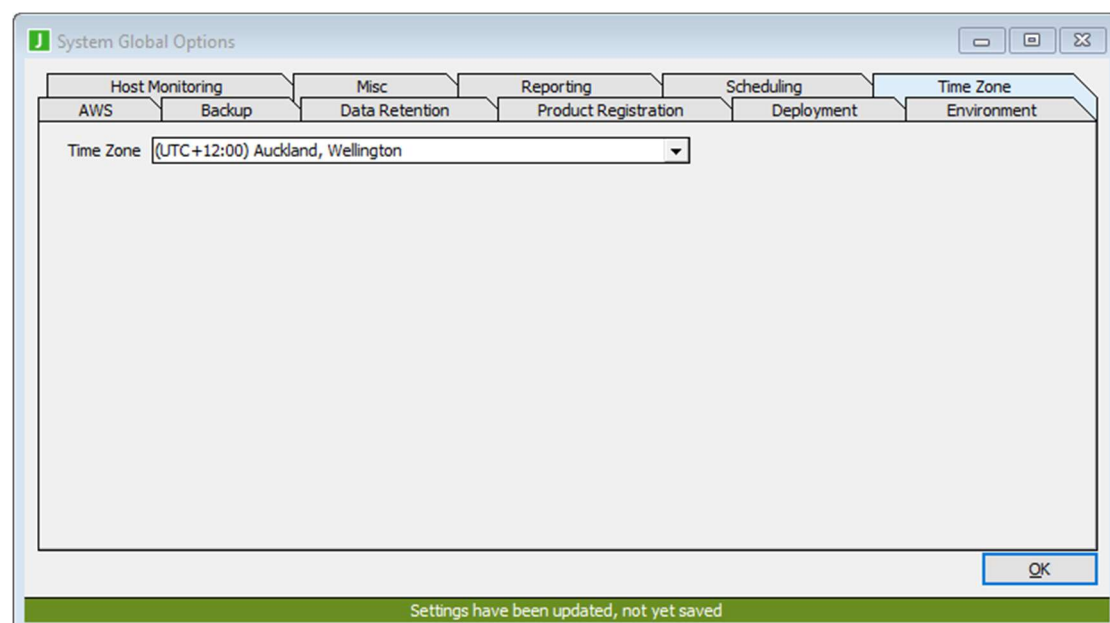 J System Global Options
Host Monitoring Misc Reporting Scheduling Time Zone
AWS Backup Data Retention Product Registration Deployment Environment
Time Zone (UTC+12:00) Auckland, Wellington
OK
Settings have been updated, not yet saved